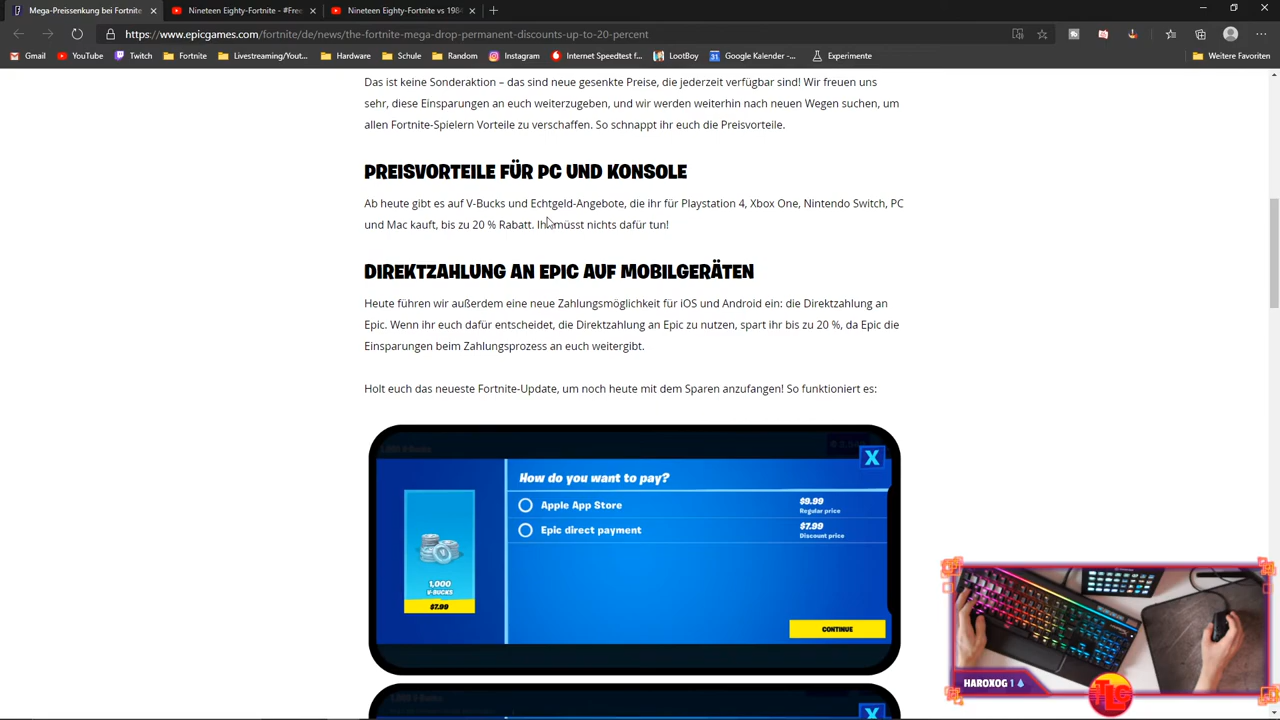 Mega-Preissenkung bei Fortnite
Nineteen Eighty-Fortnite - #Free
Nineteen Eighty-Fortnite vs 1984
https://www.epicgames.com/fortnite/de/news/the-fortnite-mega-drop-permanent-discounts-up-to-20-percent
Gmail YouTube Twitch Fortnite Livestreaming/Youtu... Hardware Schule Random Instagram Internet Speedtest f... LootBoy Google Kalender -... Experimente Weitere Favoriten
Das ist keine Sonderaktion – das sind neue gesenkte Preise, die jederzeit verfügbar sind! Wir freuen uns
sehr, diese Einsparungen an euch weiterzugeben, und wir werden weiterhin nach neuen Wegen suchen, um
allen Fortnite-Spielern Vorteile zu verschaffen. So schnappt ihr euch die Preisvorteile.
PREISVORTEILE FÜR PC UND KONSOLE
Ab heute gibt es auf V-Bucks und Echtgeld-Angebote, die ihr für Playstation 4, Xbox One, Nintendo Switch, PC
und Mac kauft, bis zu 20 % Rabatt. Ihr müsst nichts dafür tun!
DIREKTZAHLUNG AN EPIC AUF MOBILGERÄTEN
Heute führen wir außerdem eine neue Zahlungsmöglichkeit für iOS und Android ein: die Direktzahlung an
Epic. Wenn ihr euch dafür entscheidet, die Direktzahlung an Epic zu nutzen, spart ihr bis zu 20 %, da Epic die
Einsparungen beim Zahlungsprozess an euch weitergibt.
Holt euch das neueste Fortnite-Update, um noch heute mit dem Sparen anzufangen! So funktioniert es:
1,000 V-Bucks
X
How do you want to pay?
Apple App Store
$9.99
Regular price
Epic direct payment
$7.99
Discount price
1,000
V-BUCKS
$7.99
CONTINUE
HAROXOG 1
TLC
1,000 V-Bucks
X